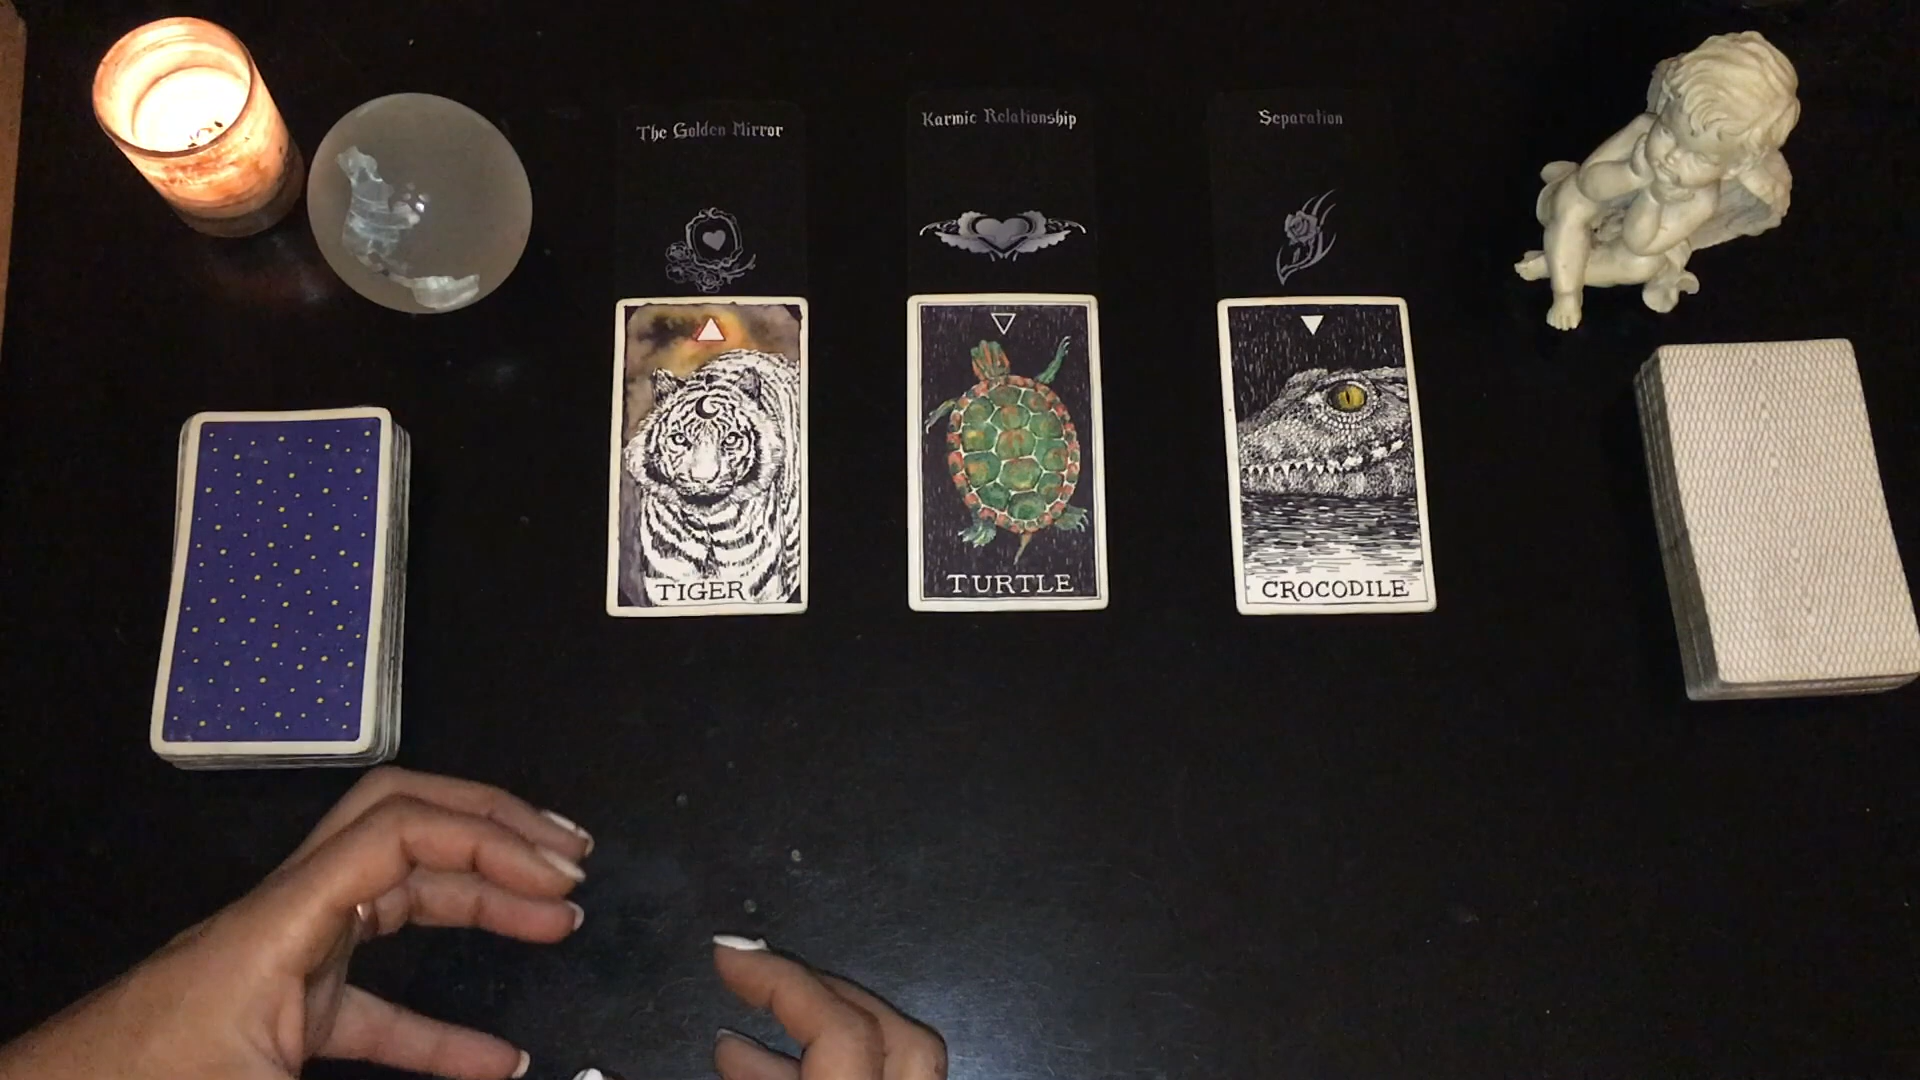 The Golden Mirror
Karmic Relationship
Separation
TIGER
TURTLE
CROCODILE